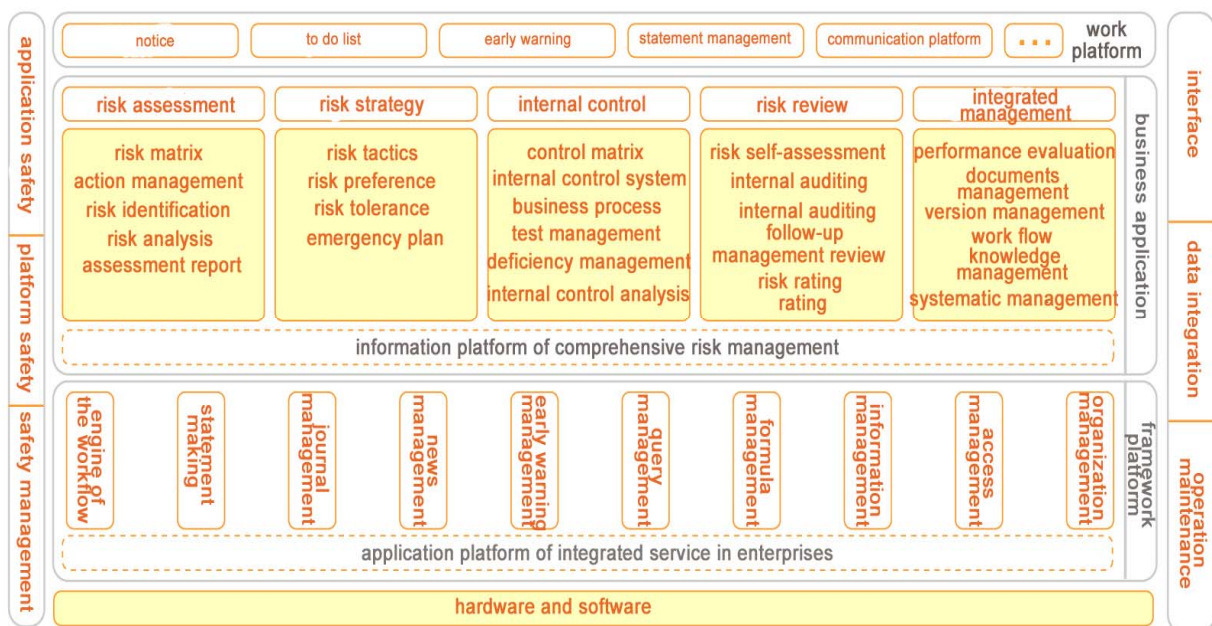 application safety
platform safety
safety management
notice
to do list
early warning
statement management
communication platform
...
work
platform
risk assessment
risk strategy
internal control
risk review
integrated
management
risk matrix
action management
risk identification
risk analysis
assessment report
risk tactics
risk preference
risk tolerance
emergency plan
control matrix
internal control system
business process
test management
deficiency management
internal control analysis
risk self-assessment
internal auditing
internal auditing
follow-up
management review
risk rating
rating
performance evaluation
documents
management
version management
work flow
knowledge
management
systematic management
business application
information platform of comprehensive risk management
engine of
the workflow
statement
making
journal
management
news
management
early warning
management
query
management
formula
management
information
management
access
management
organization
management
framework
platform
application platform of integrated service in enterprises
hardware and software
interface
data integration
operation
maintenance